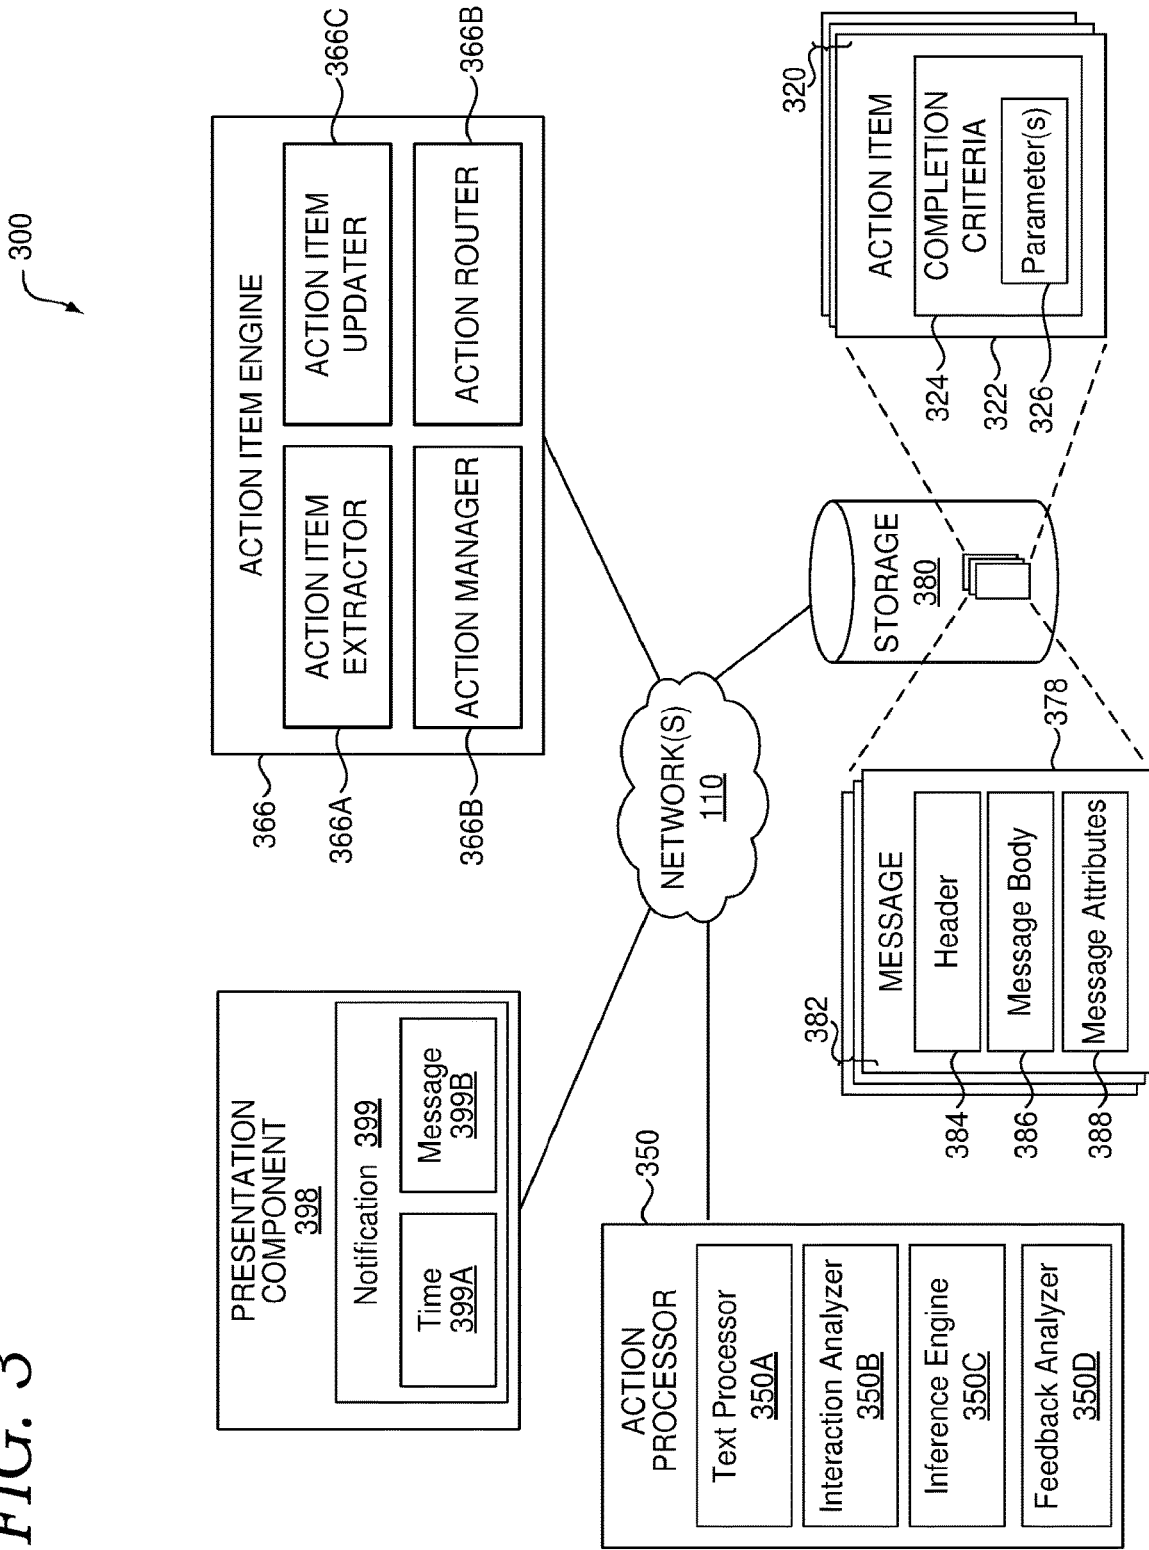 FIG. 3
300
PRESENTATION
COMPONENT
398
Notification 399
Time
399A
Message
399B
ACTION ITEM ENGINE
366
366A
ACTION ITEM
EXTRACTOR
ACTION ITEM
UPDATER
366C
366B
ACTION MANAGER
ACTION ROUTER
366B
NETWORK(S)
110
350
ACTION
PROCESSOR
Text Processor
350A
Interaction Analyzer
350B
Inference Engine
350C
Feedback Analyzer
350D
382
MESSAGE
384
Header
386
Message Body
388
Message Attributes
378
STORAGE
380
320
ACTION ITEM
324
COMPLETION
CRITERIA
322
326
Parameter(s)